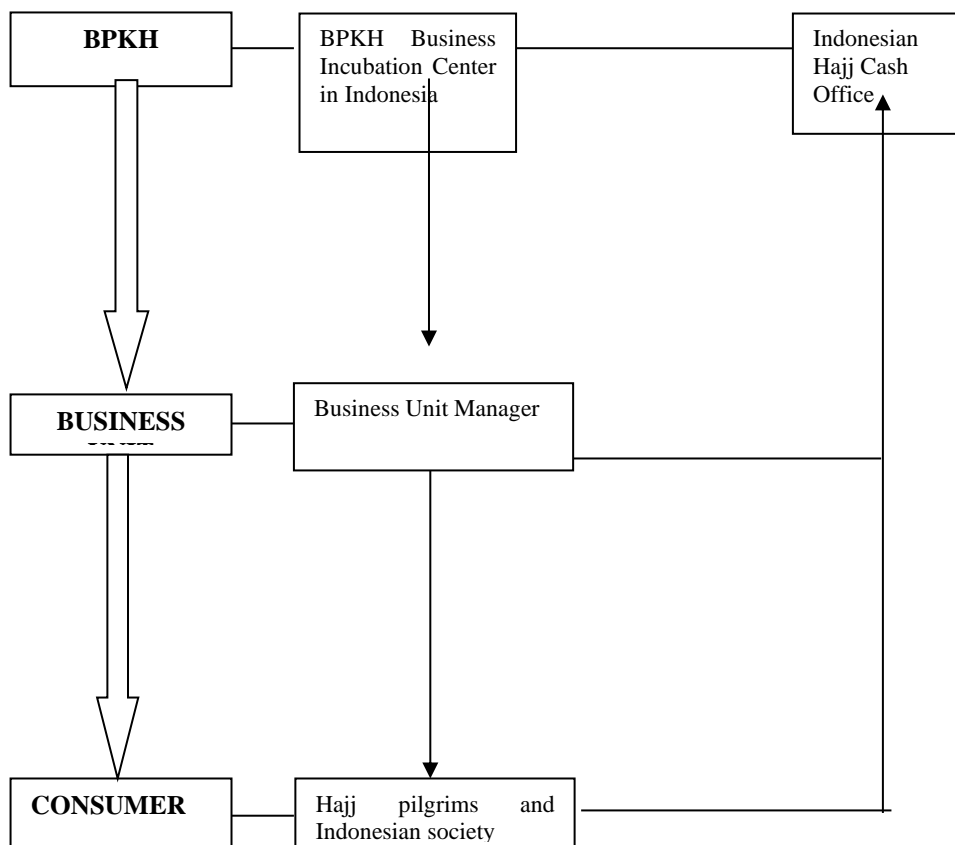 BPKH
BPKH Business
Incubation Center
in Indonesia
Indonesian
Hajj Cash
Office
BUSINESS
Business Unit Manager
CONSUMER
Hajj pilgrims and
Indonesian society